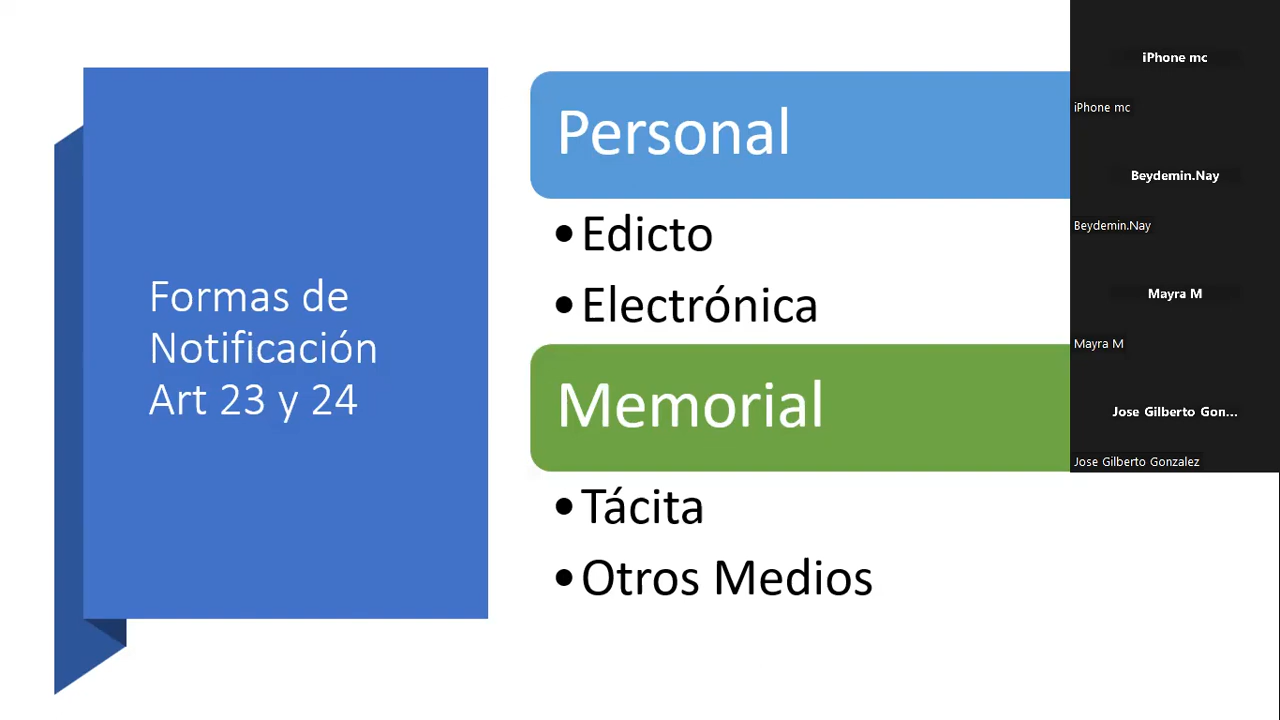 Formas de
Notificación
Art 23 y 24
Personal
•Edicto
•Electrónica
Memorial
•Tácita
•Otros Medios
iPhone mc
iPhone mc
Beydemin.Nay
Beydemin.Nay
Mayra M
Mayra M
Jose Gilberto Gon...
Jose Gilberto Gonzalez